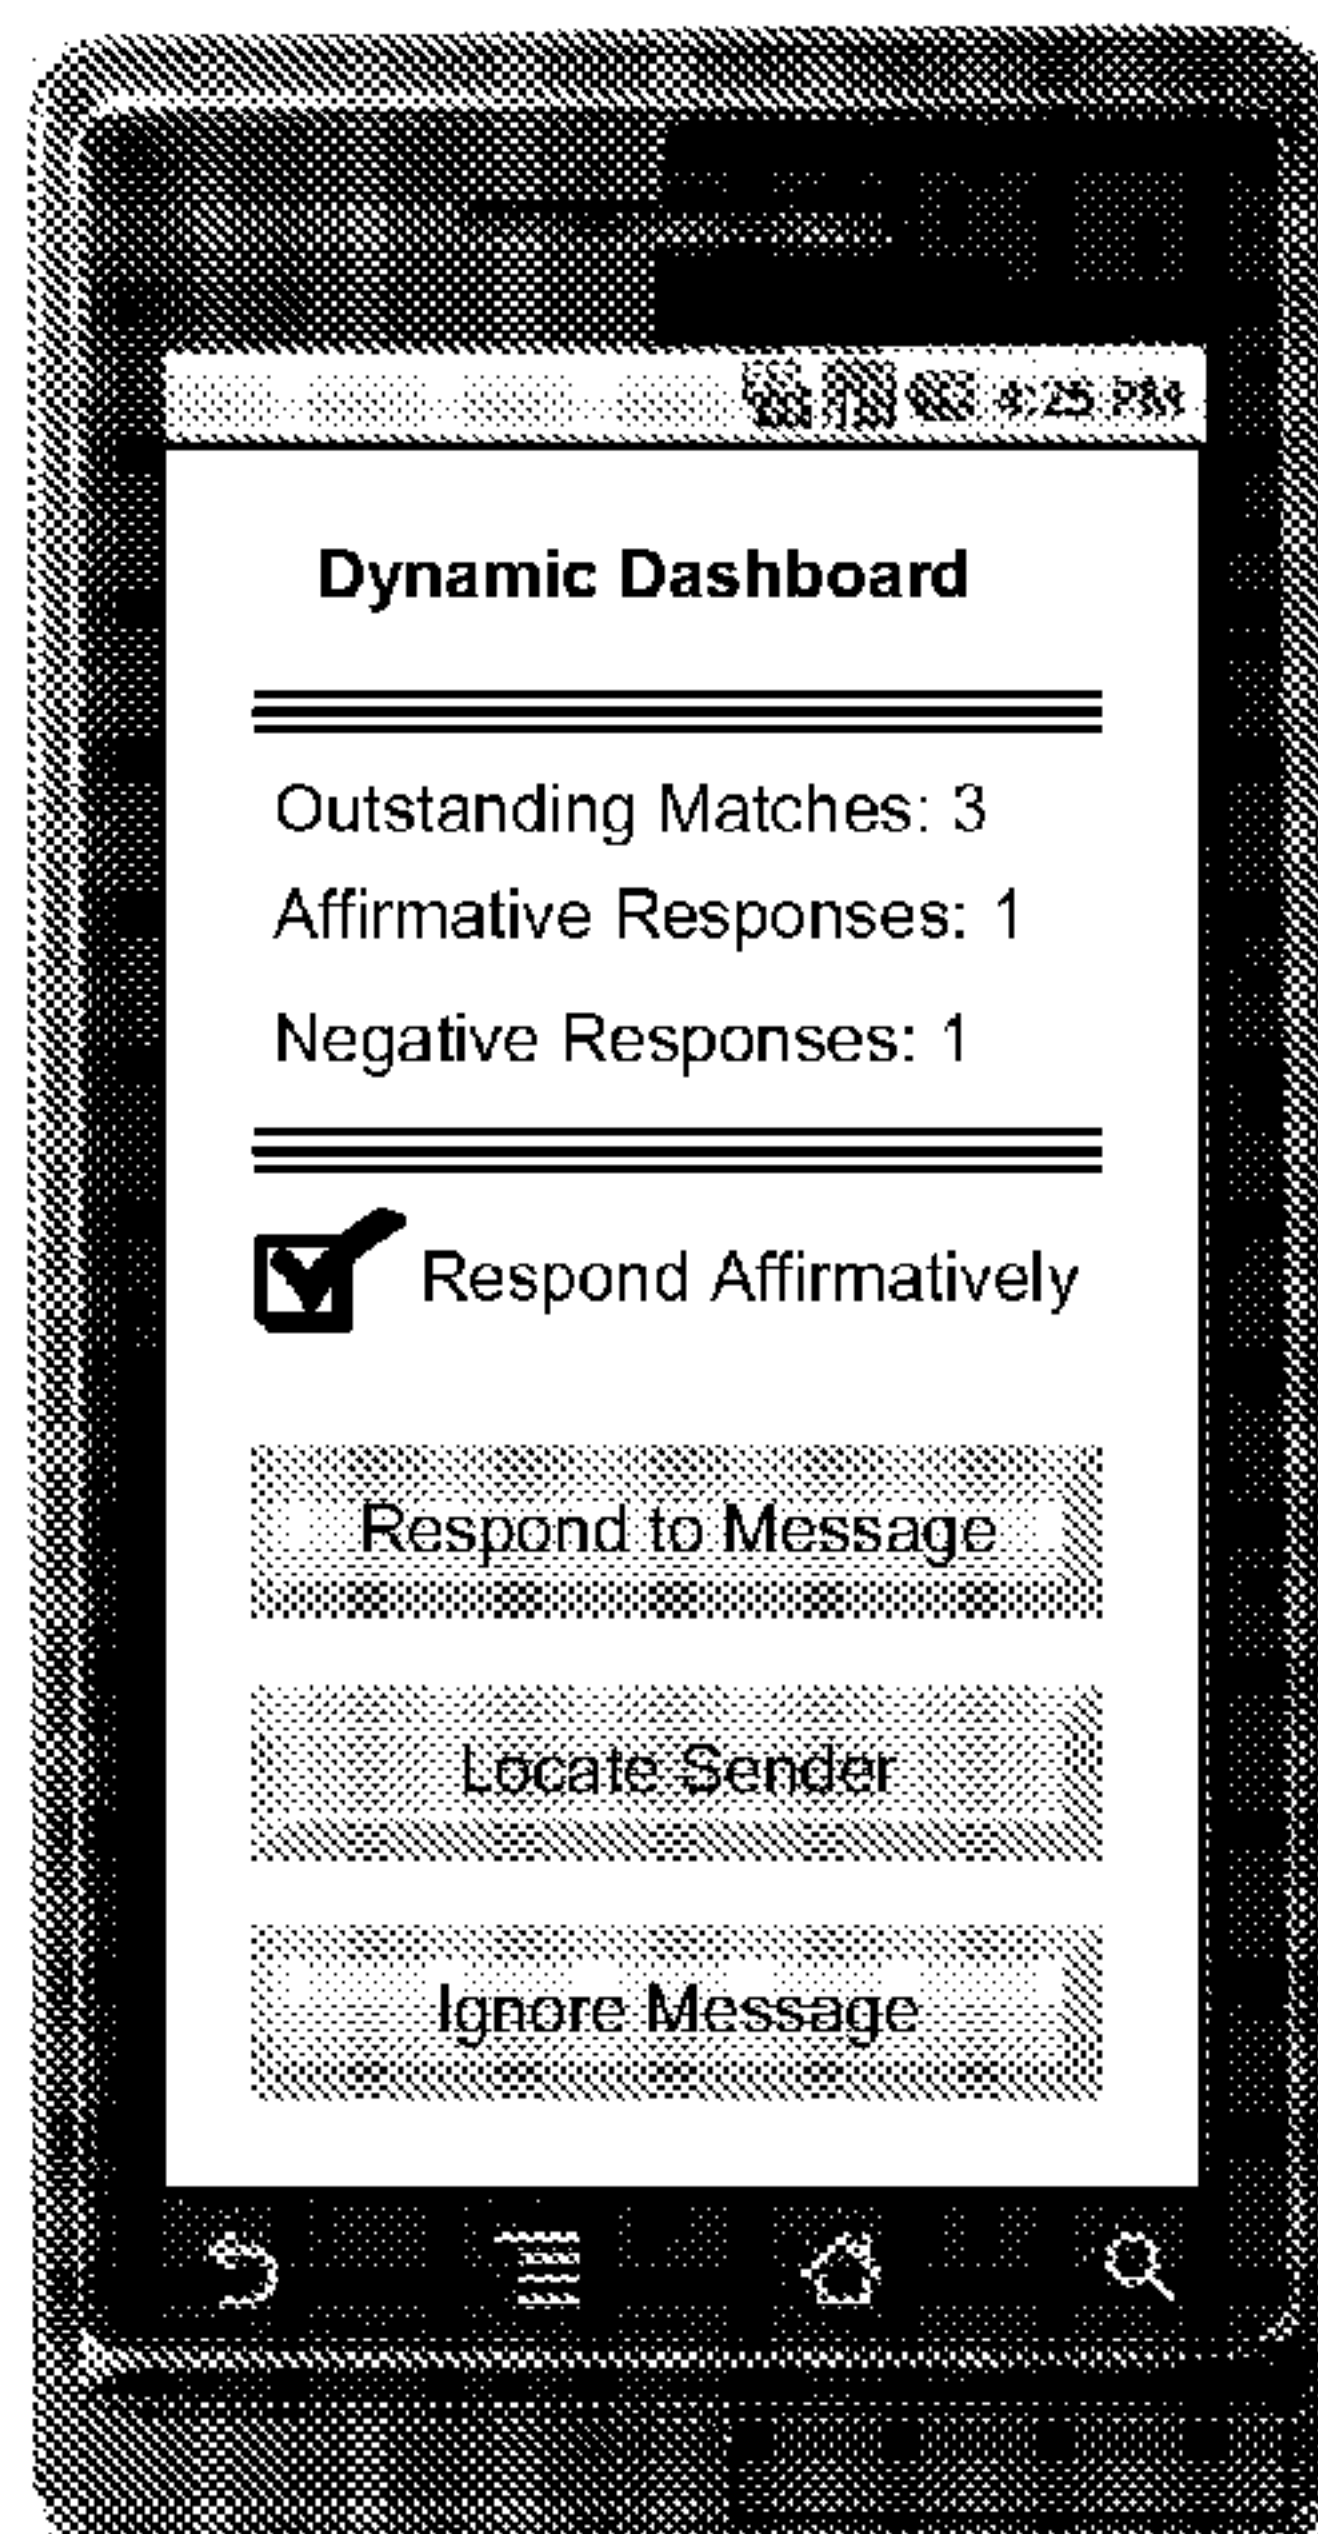 4:25 PM
Dynamic Dashboard
Outstanding Matches: 3
Affirmative Responses: 1
Negative Responses: 1
Respond Affirmatively
Respond to Message
Locate Sender
Ignore Message